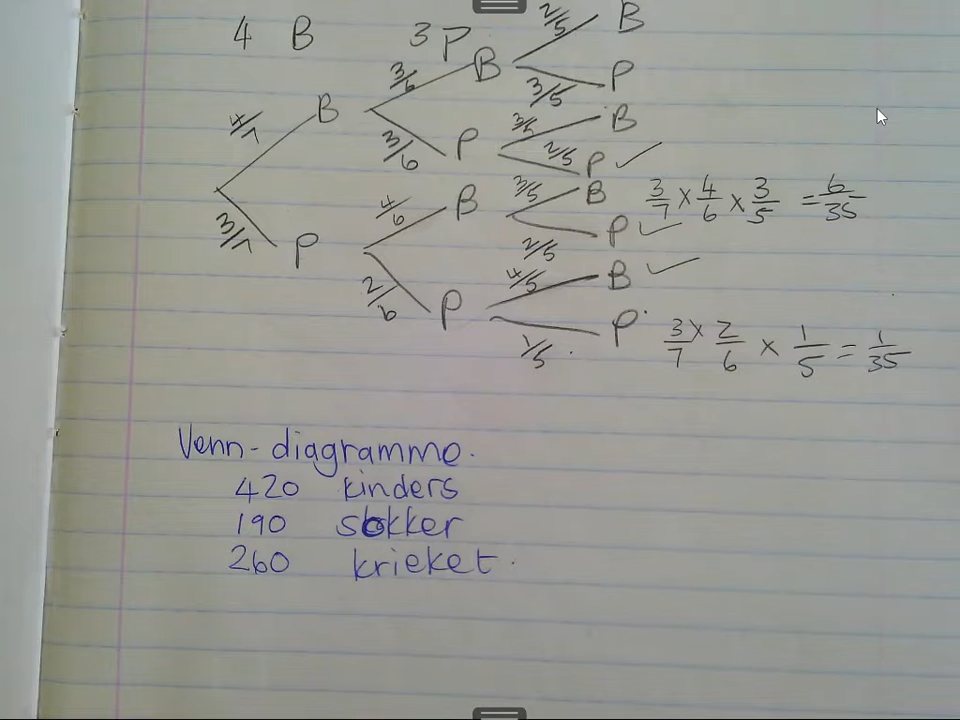 4 B 3 P
2/5 B
3/6 B
3/5 P
4/7 B
3/5 B
3/6 P
2/5 P ✓
4/6 B
3/5 B
3/7 × 4/6 × 3/5 = 6/35
3/7 P
2/5 P ✓
4/5 B ✓
2/6 P
1/5 P
3/7 × 2/6 × 1/5 = 1/35
Venn-diagramme.
420 kinders
190 sokker
260 krieket.